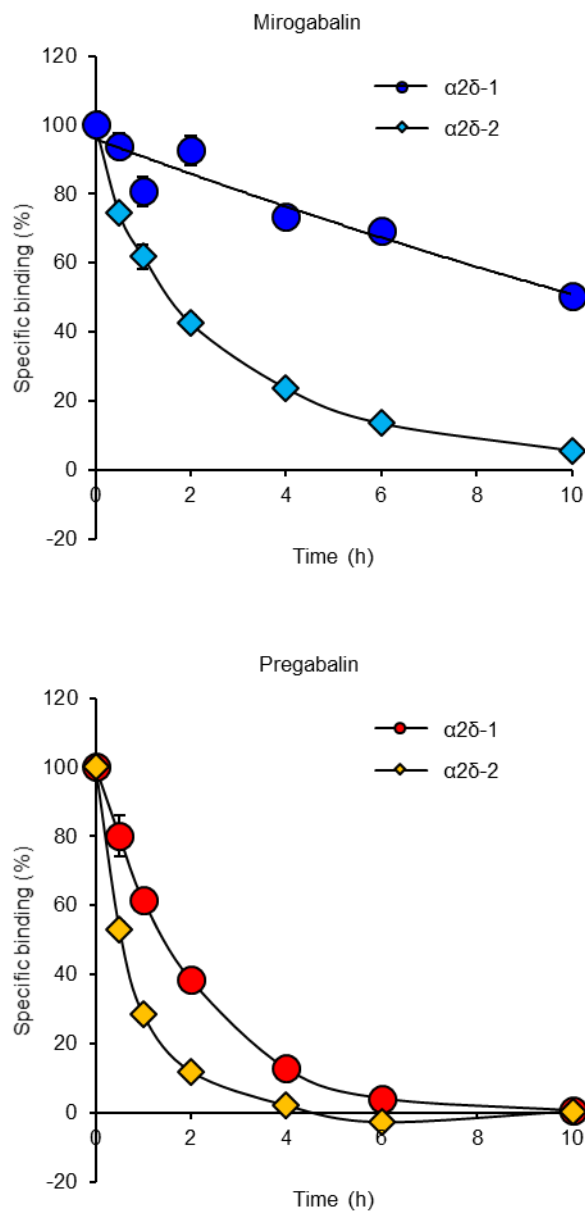 Mirogabalin
120
100
80
60
40
20
0
-20
Specific binding (%)
α2δ-1
α2δ-2
0 2 4 6 8 10
Time (h)
Pregabalin
120
100
80
60
40
20
0
-20
Specific binding (%)
α2δ-1
α2δ-2
0 2 4 6 8 10
Time (h)